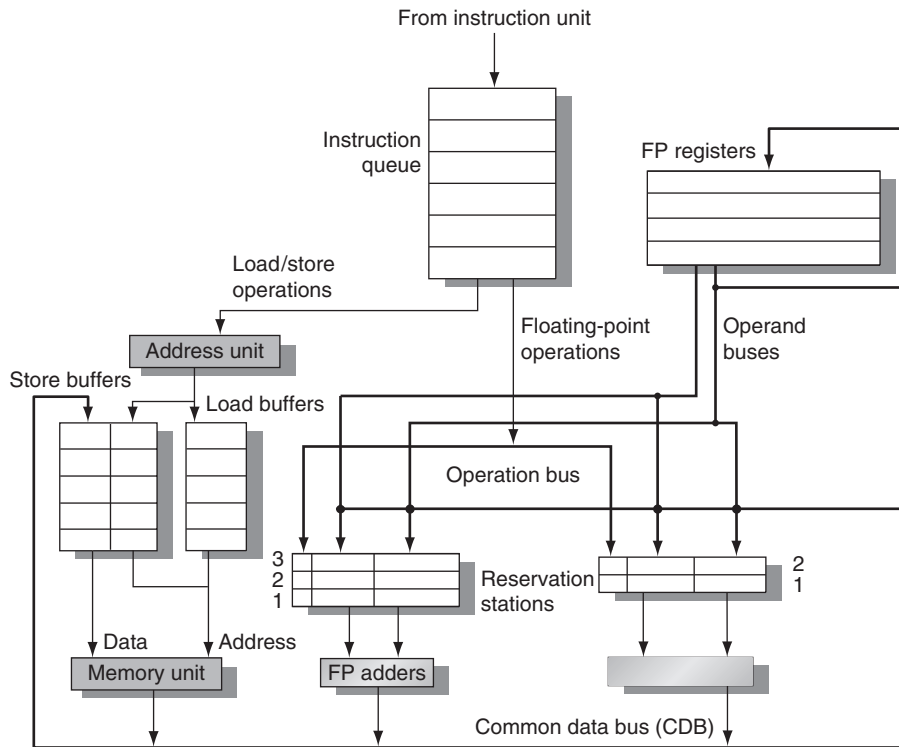 From instruction unit
Instruction
queue
FP registers
Load/store
operations
Floating-point
operations
Operand
buses
Address unit
Store buffers
Load buffers
Operation bus
3
2
1
Reservation
stations
2
1
Data
Address
Memory unit
FP adders
Common data bus (CDB)